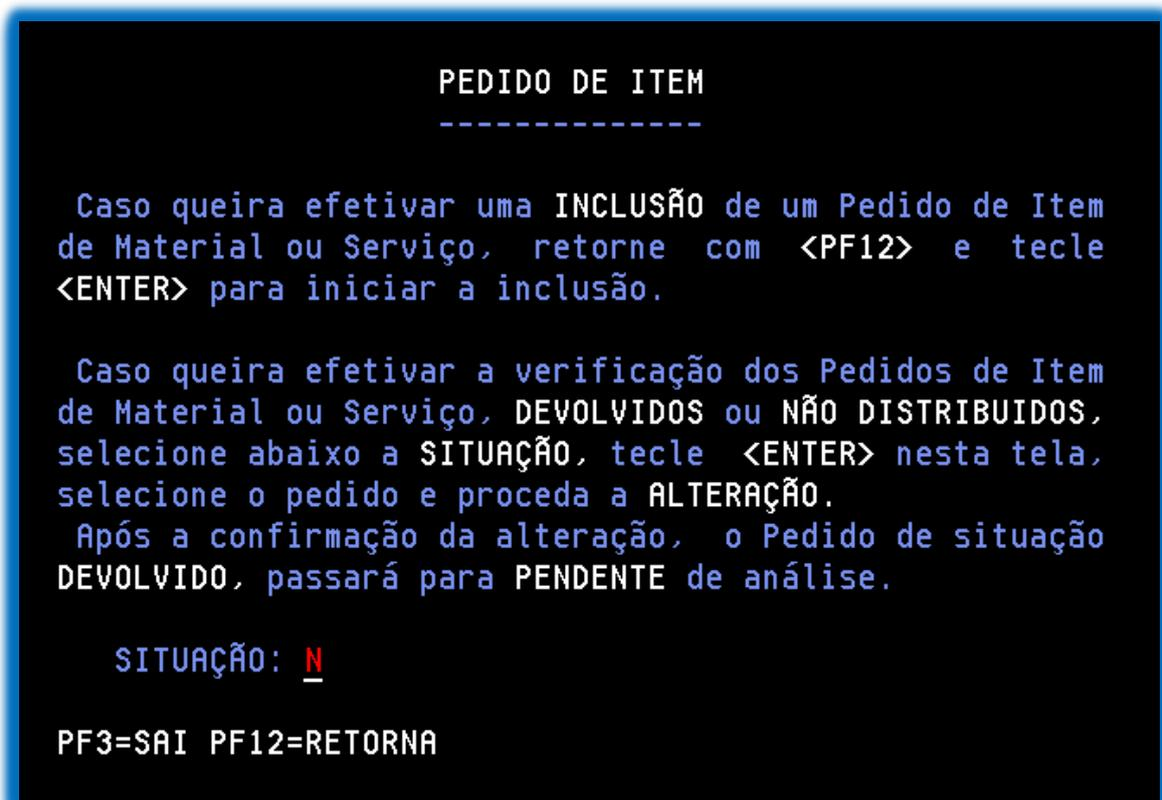 PEDIDO DE ITEM
--------------
Caso queira efetivar uma INCLUSÃO de um Pedido de Item
de Material ou Serviço, retorne com <PF12> e tecle
<ENTER> para iniciar a inclusão.
Caso queira efetivar a verificação dos Pedidos de Item
de Material ou Serviço, DEVOLVIDOS ou NÃO DISTRIBUIDOS,
selecione abaixo a SITUAÇÃO, tecle <ENTER> nesta tela,
selecione o pedido e proceda a ALTERAÇÃO.
Após a confirmação da alteração, o Pedido de situação
DEVOLVIDO, passará para PENDENTE de análise.
SITUAÇÃO: N
PF3=SAI PF12=RETORNA